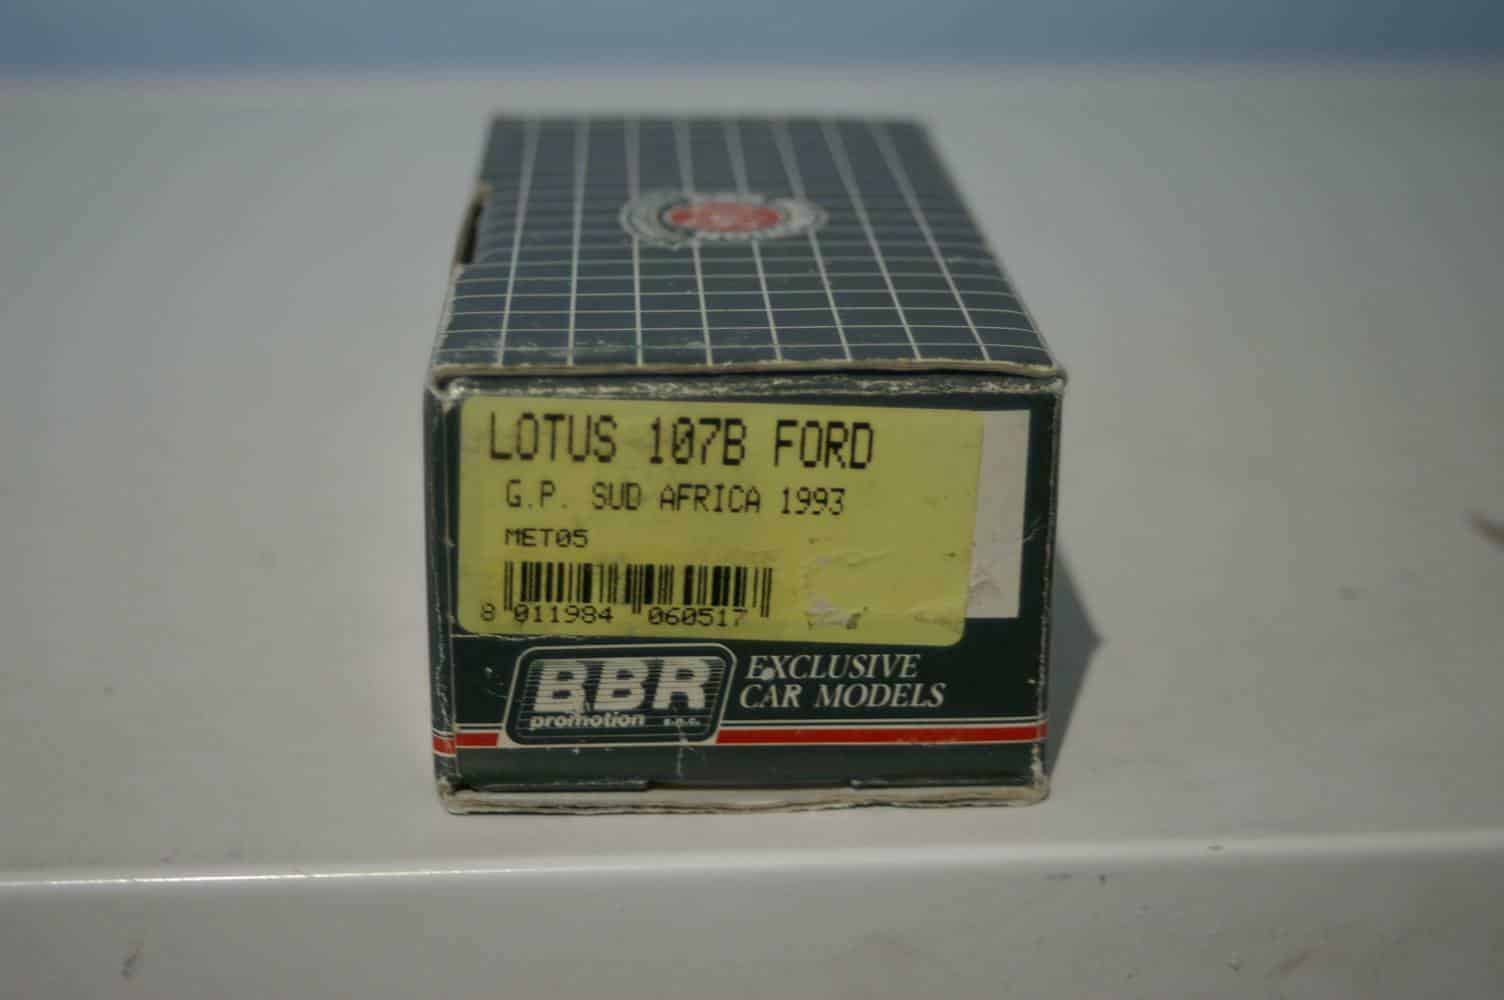 LOTUS 107B FORD
G.P. SUD AFRICA 1993
MET05
8 011984 060517
BBR
promotion s.n.c.
EXCLUSIVE
CAR MODELS